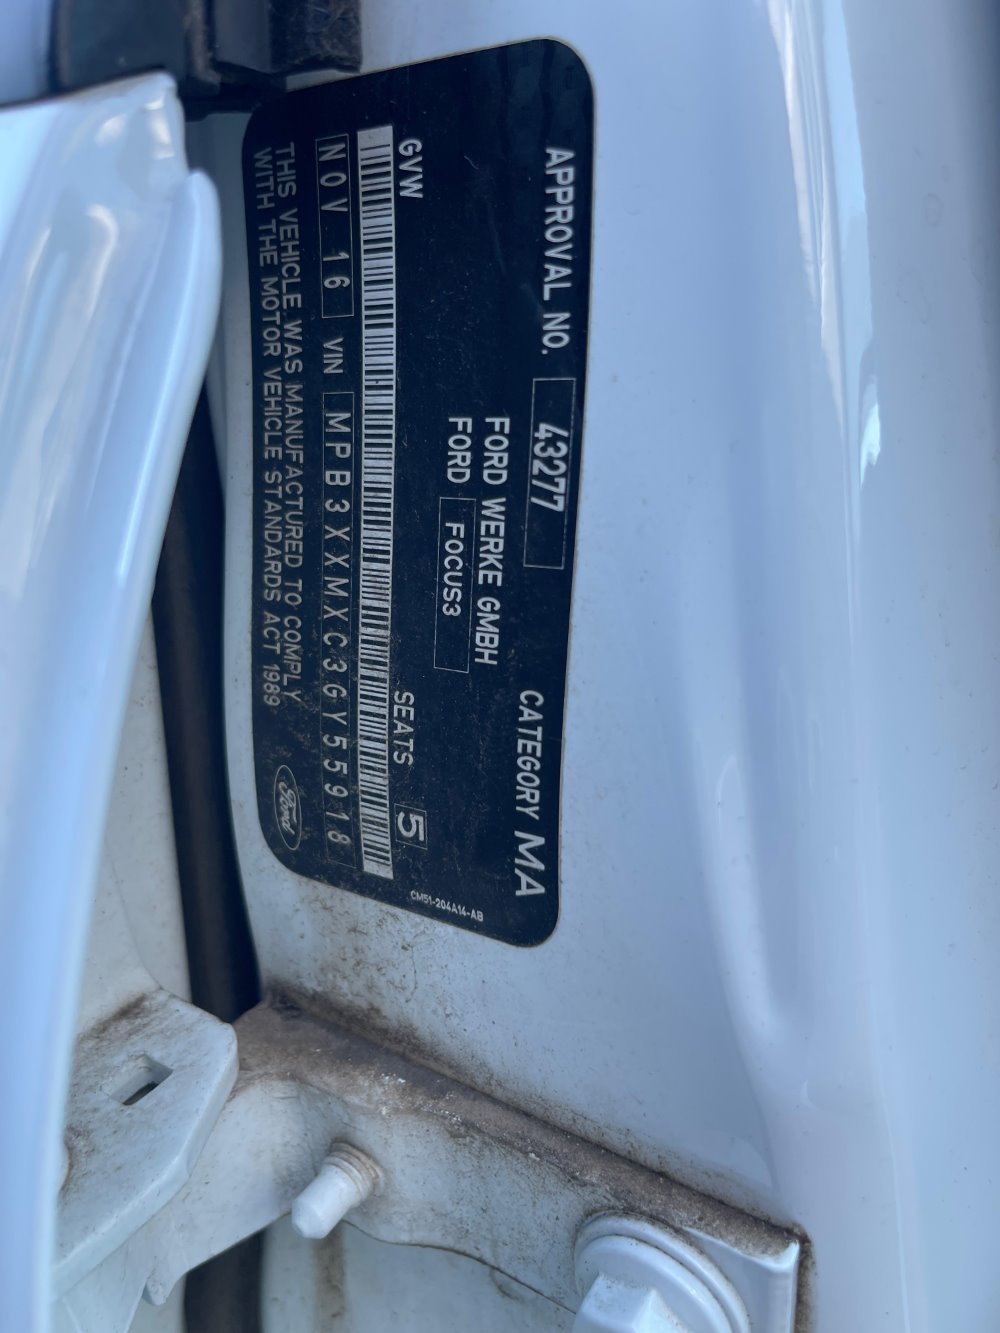 APPROVAL NO. 43277 CATEGORY MA
FORD WERKE GMBH
FORD FOCUS3
GVW SEATS 5
CM51-204A14-AB
NOV 16 VIN MPB3XXMXC3GY55918
THIS VEHICLE WAS MANUFACTURED TO COMPLY
WITH THE MOTOR VEHICLE STANDARDS ACT 1989
Ford